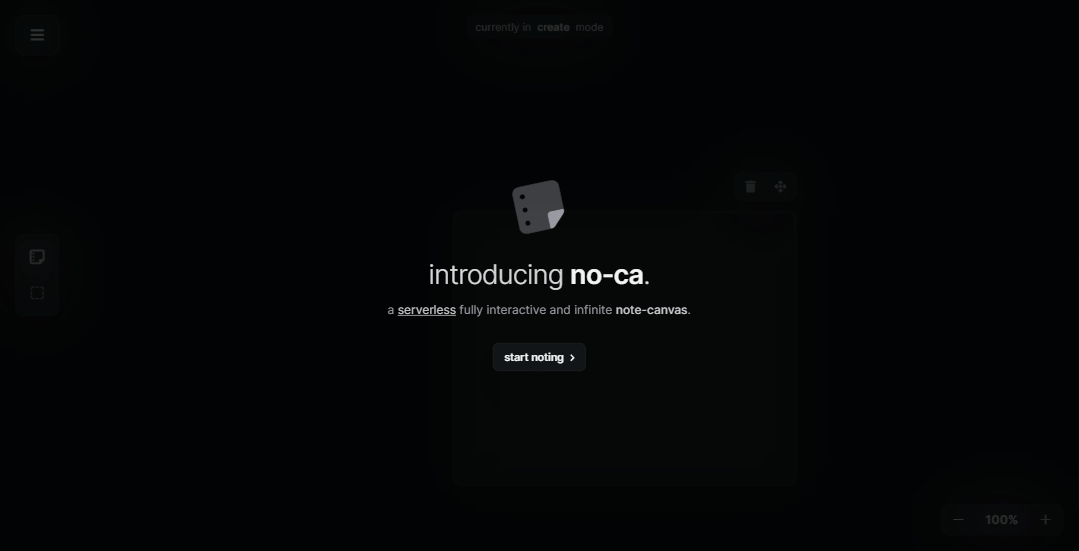 currently in create mode
introducing no-ca.
a serverless fully interactive and infinite note-canvas.
start noting
100%